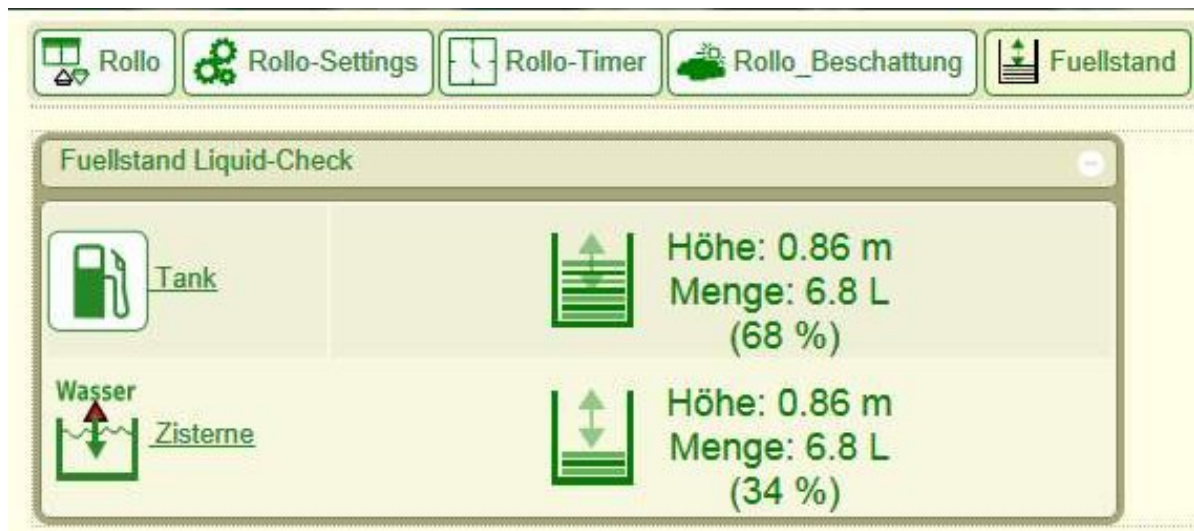 Rollo Rollo-Settings Rollo-Timer Rollo_Beschattung Fuellstand
Fuellstand Liquid-Check
Tank
Höhe: 0.86 m
Menge: 6.8 L
(68 %)
Wasser
Zisterne
Höhe: 0.86 m
Menge: 6.8 L
(34 %)